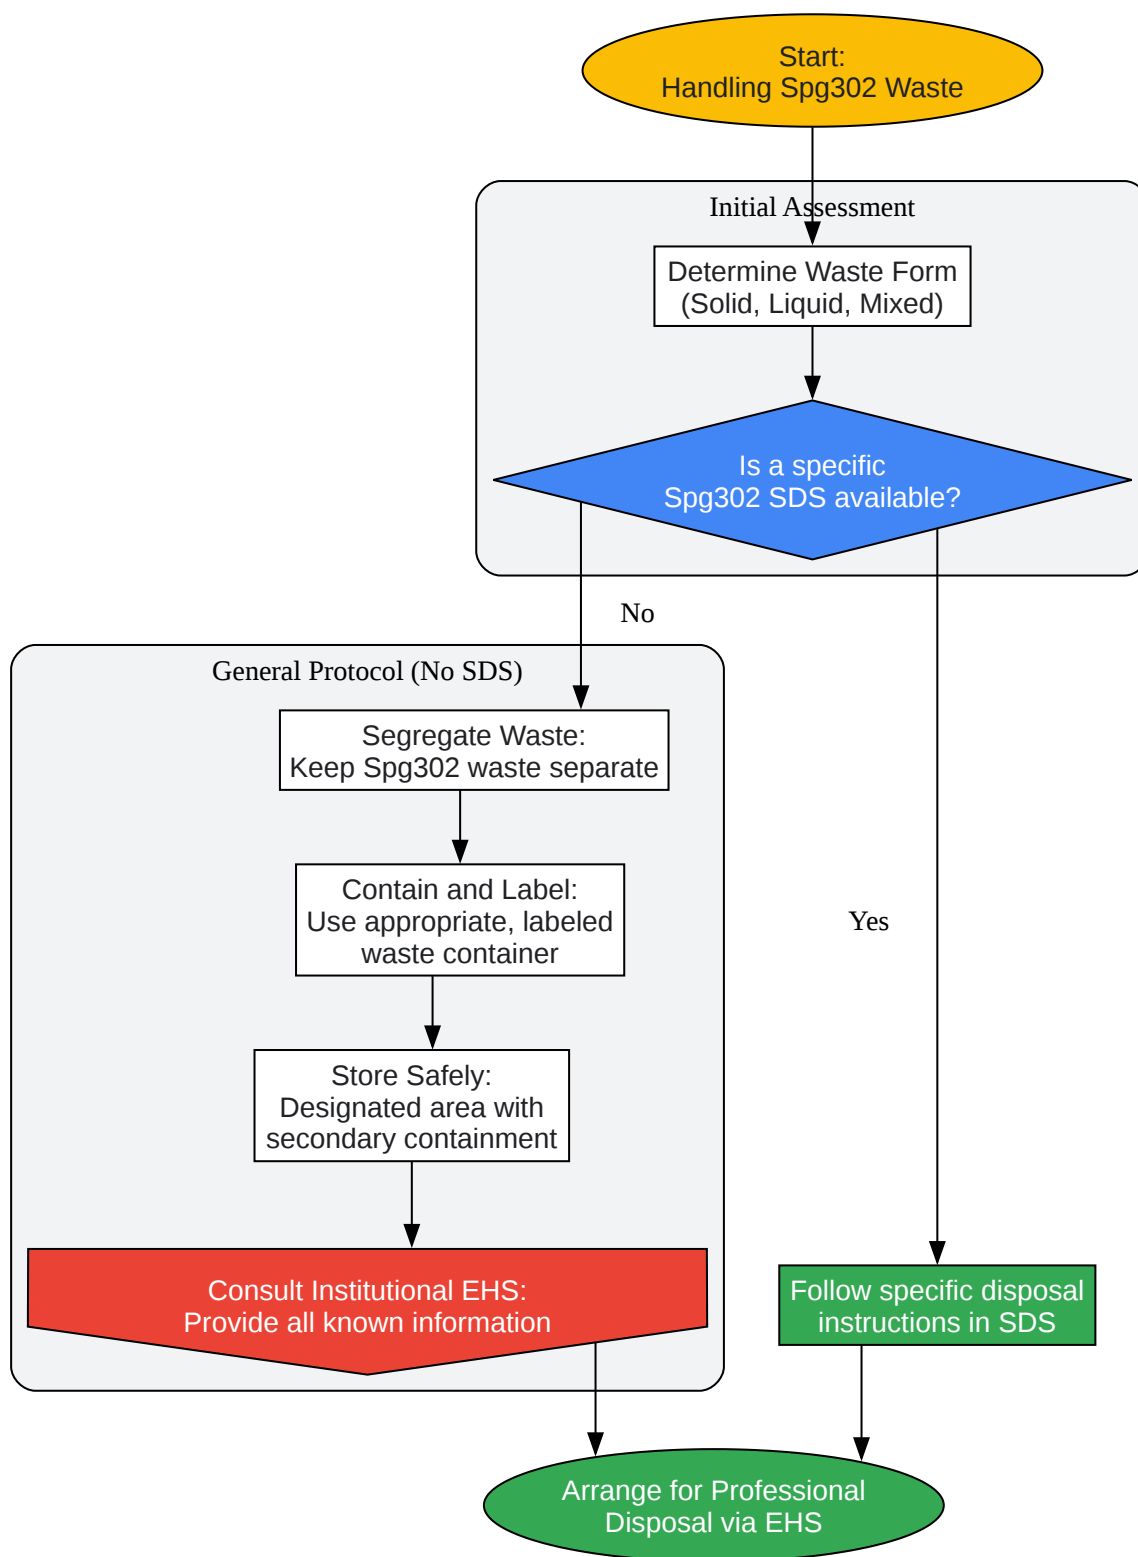 Start:
Handling Spg302 Waste
Initial Assessment
Determine Waste Form
(Solid, Liquid, Mixed)
Is a specific
Spg302 SDS available?
No
General Protocol (No SDS)
Segregate Waste:
Keep Spg302 waste separate
Contain and Label:
Use appropriate, labeled
waste container
Yes
Store Safely:
Designated area with
secondary containment
Consult Institutional EHS:
Provide all known information
Follow specific disposal
instructions in SDS
Arrange for Professional
Disposal via EHS